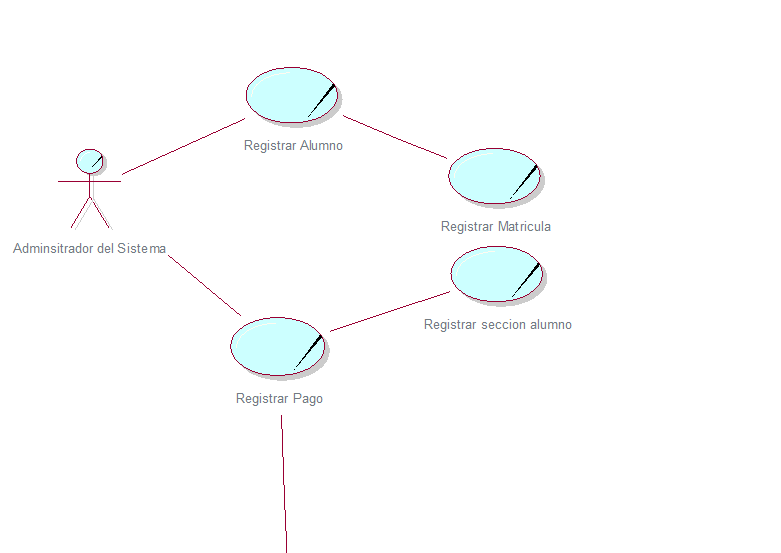 Registrar Alumno
Registrar Matricula
Adminsitrador del Sistema
Registrar seccion alumno
Registrar Pago